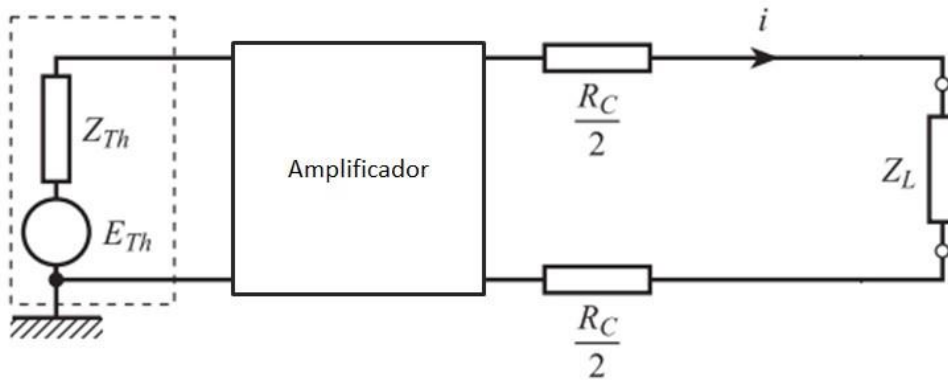 i
R_C
2
Z_Th
Amplificador
Z_L
E_Th
R_C
2